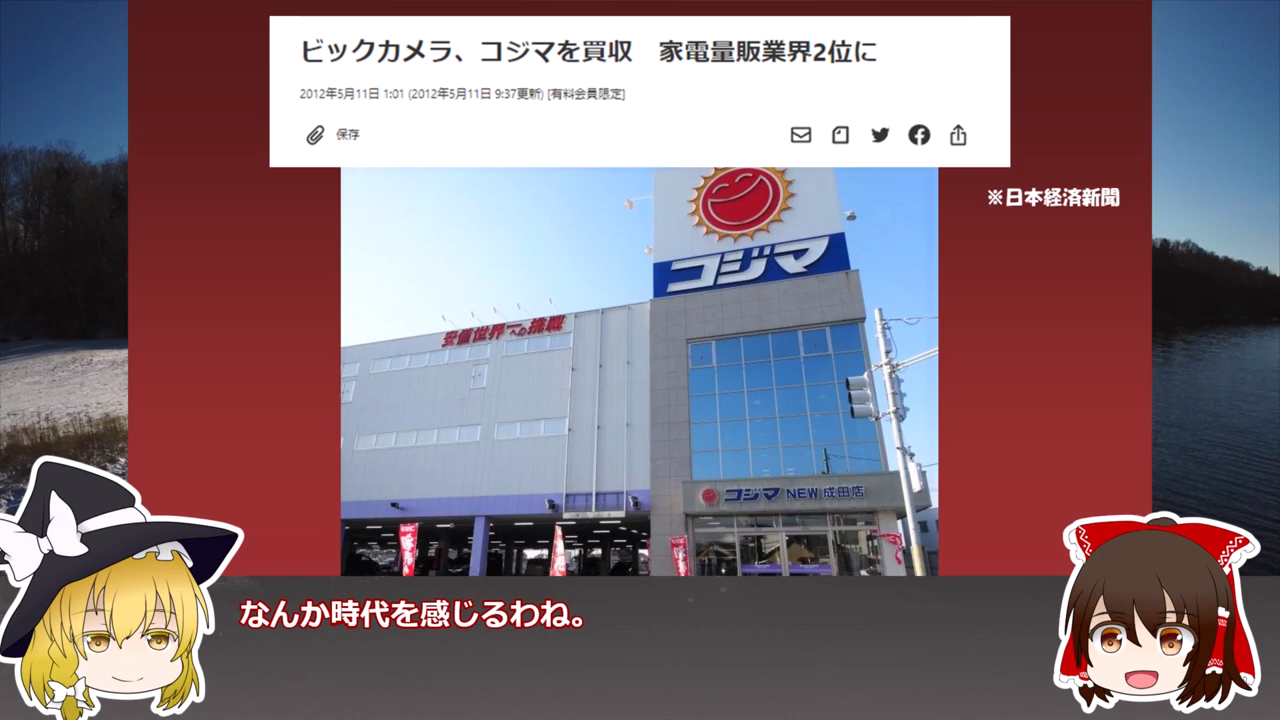 ビックカメラ、コジマを買収 家電量販業界2位に
2012年5月11日 1:01 (2012年5月11日 9:37更新) [有料会員限定]
保存
※日本経済新聞
コジマ
安値世界一への挑戦
コジマ NEW 成田店
なんか時代を感じるわね。